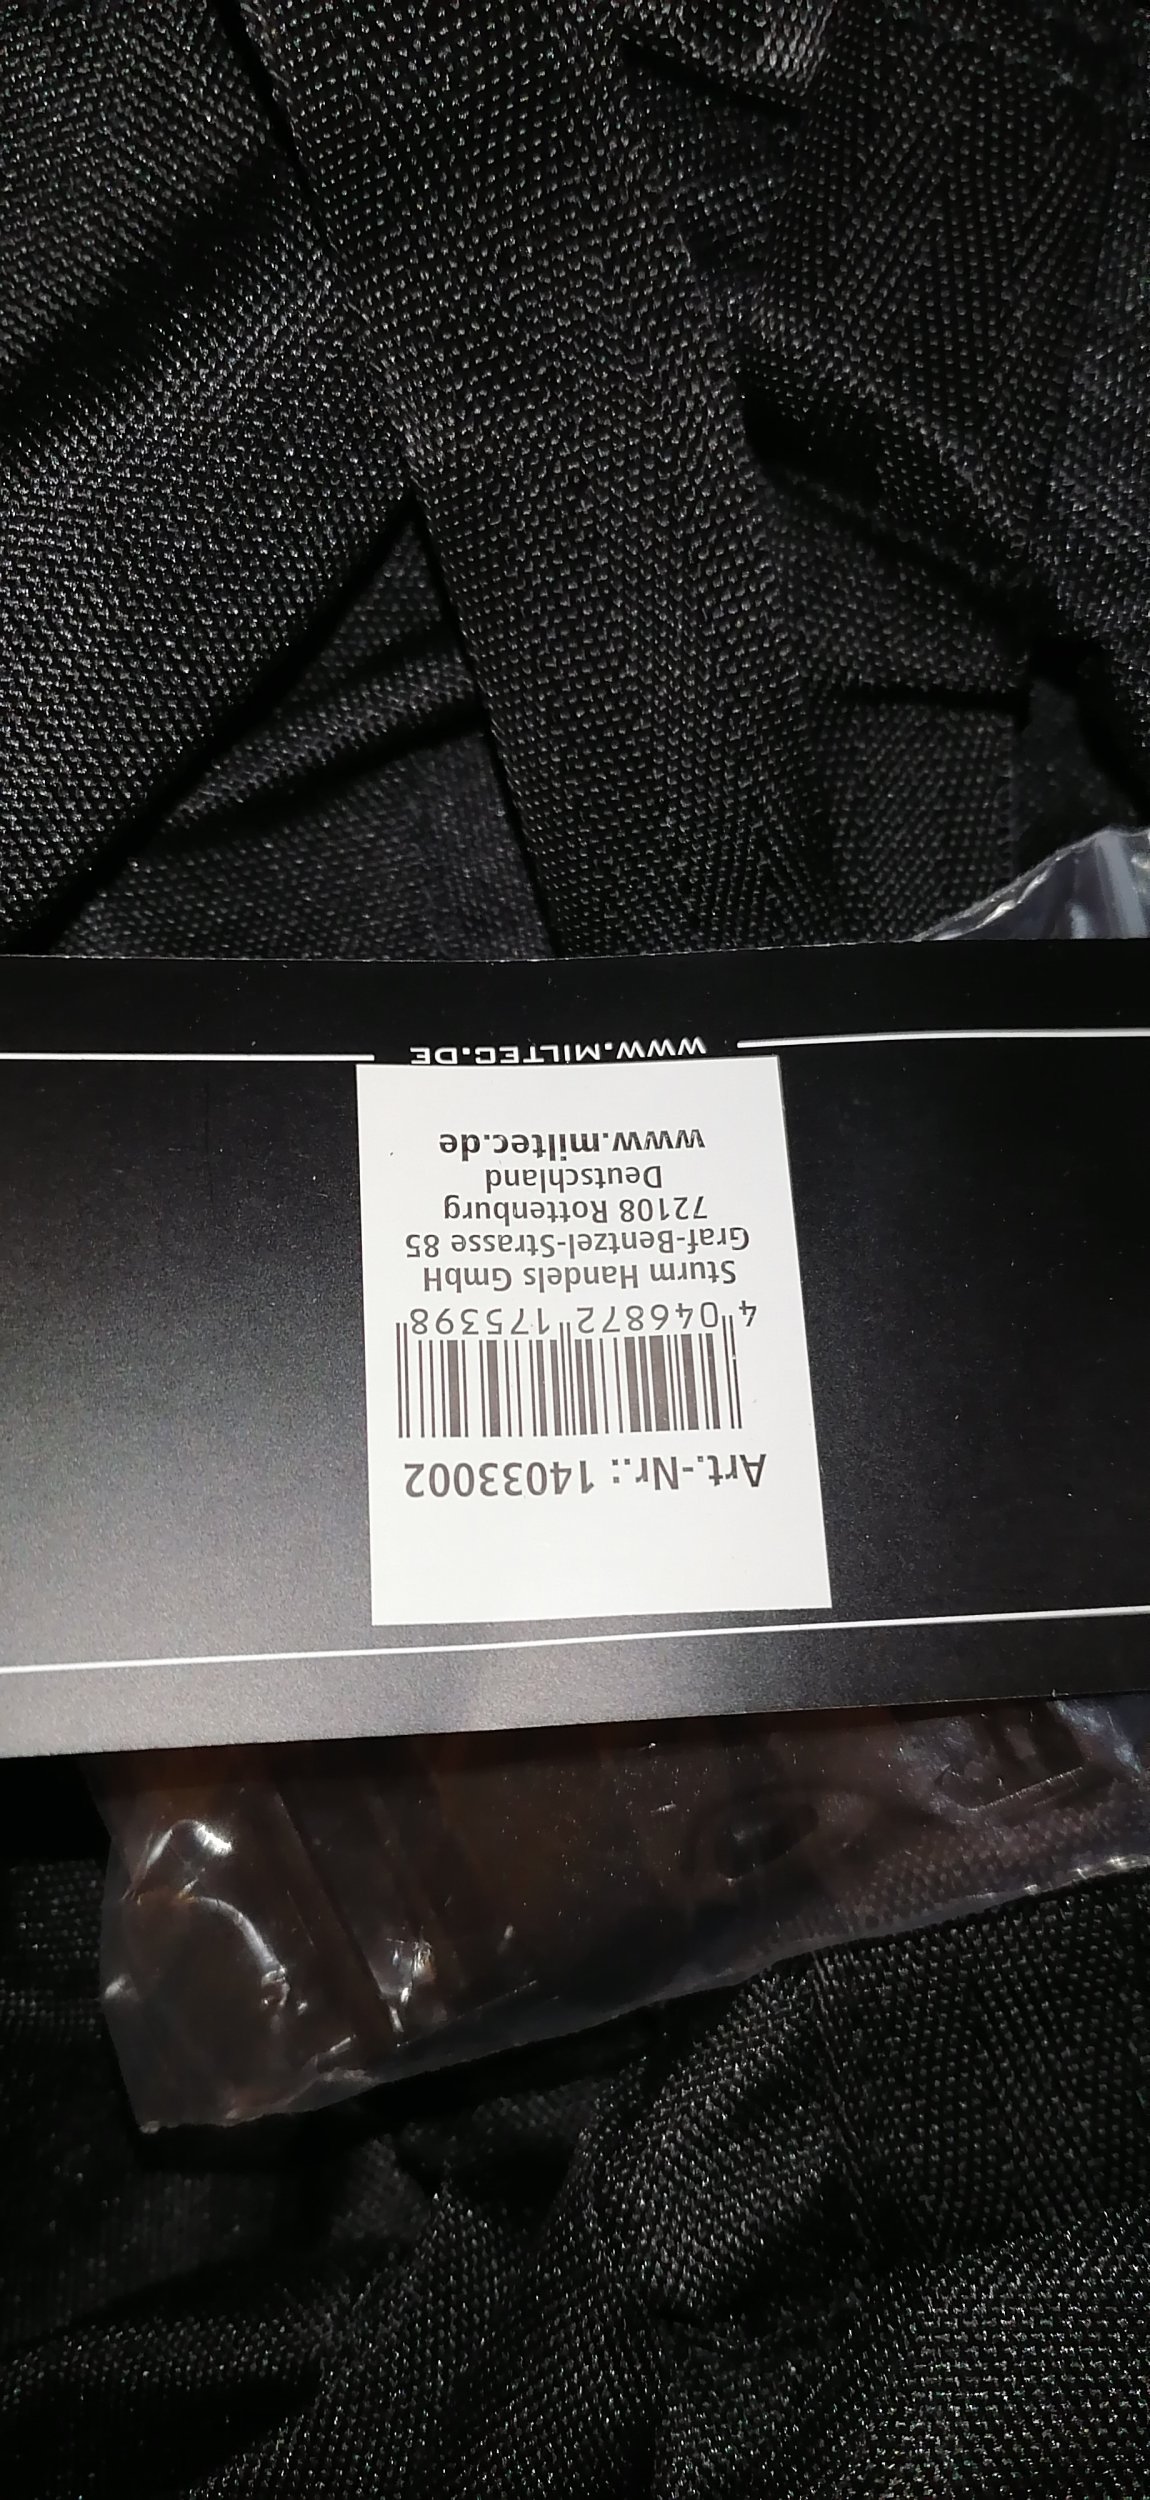 Art.-Nr.: 14033002
4 046872 175398
Sturm Handels GmbH
Graf-Bentzel-Strasse 85
72108 Rottenburg
Deutschland
www.miltec.de
WWW.MILTEC.DE